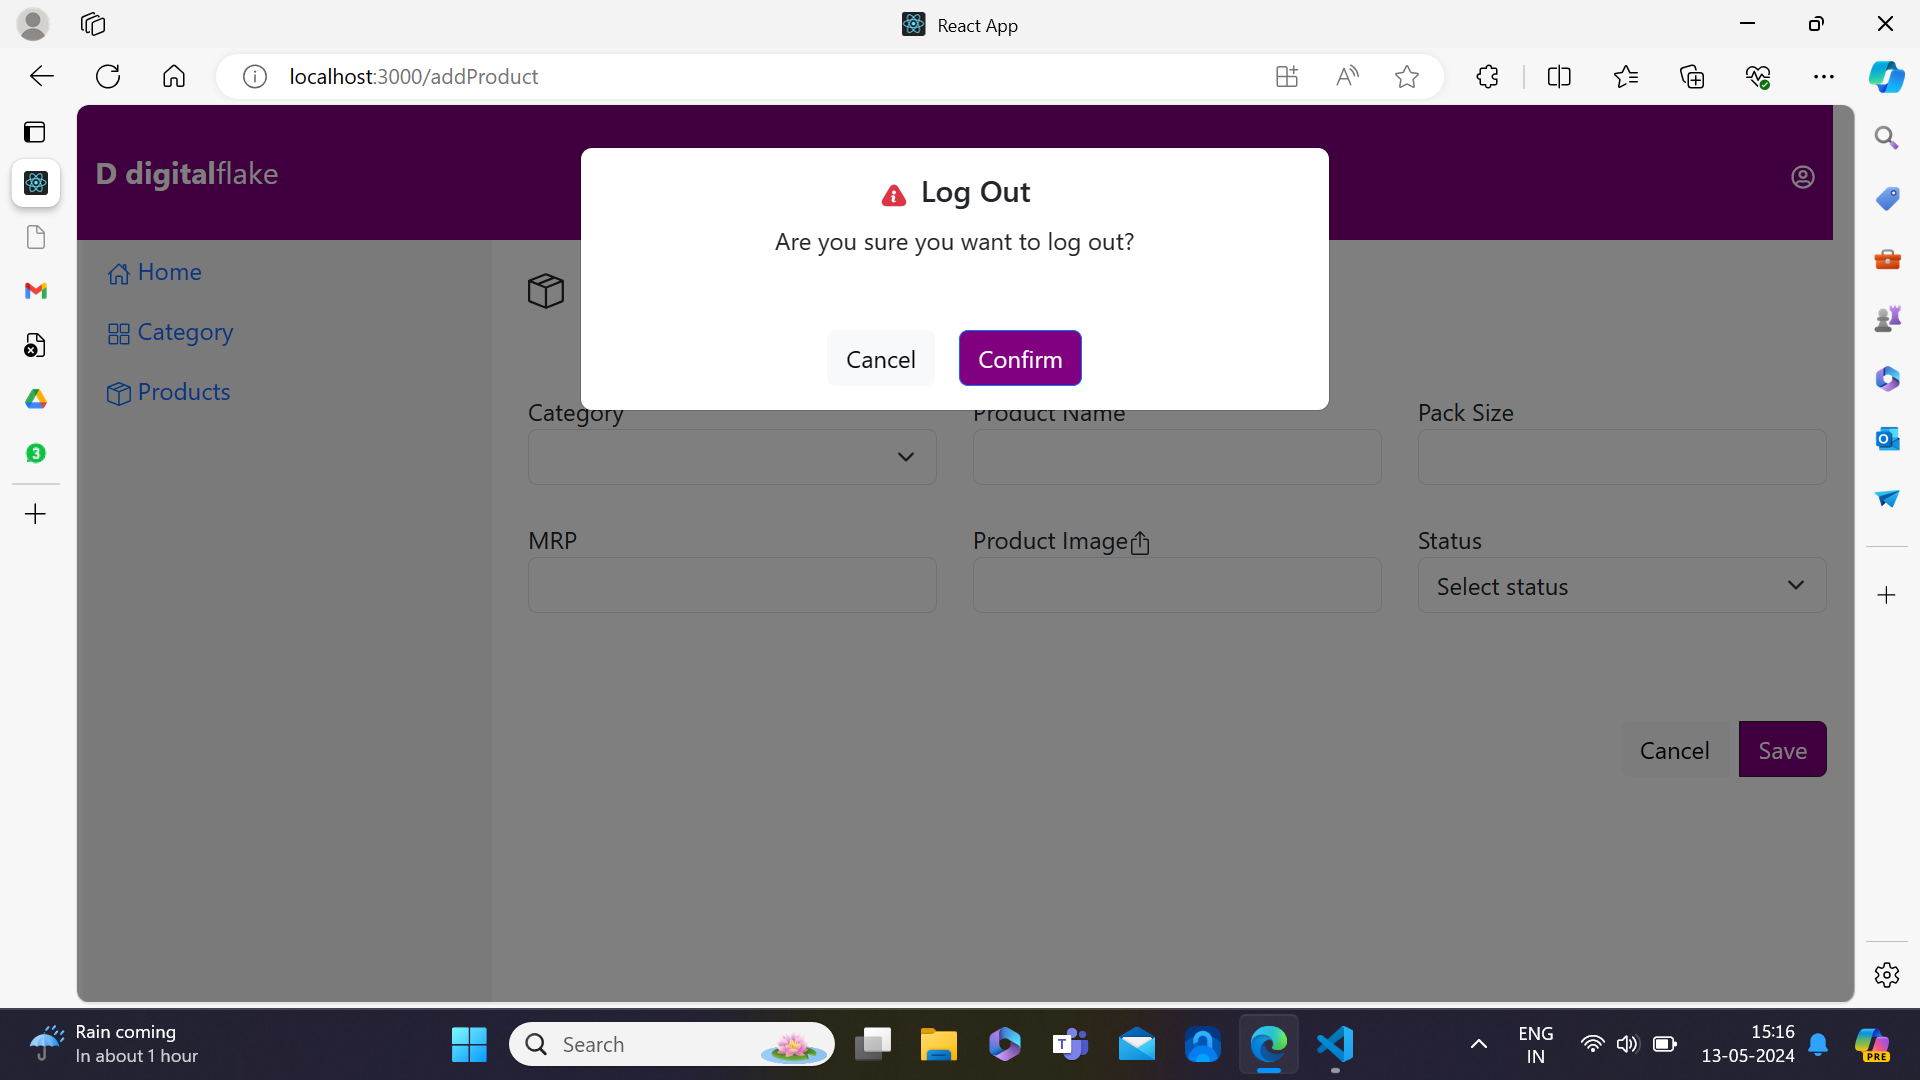 React App
localhost:3000/addProduct
D digitalflake
Log Out
Are you sure you want to log out?
Cancel
Confirm
Home
Category
Products
Category
Product Name
Pack Size
MRP
Product Image
Status
Select status
Cancel
Save
3
Rain coming
In about 1 hour
Search
T
ENG
IN
15:16
13-05-2024
PRE